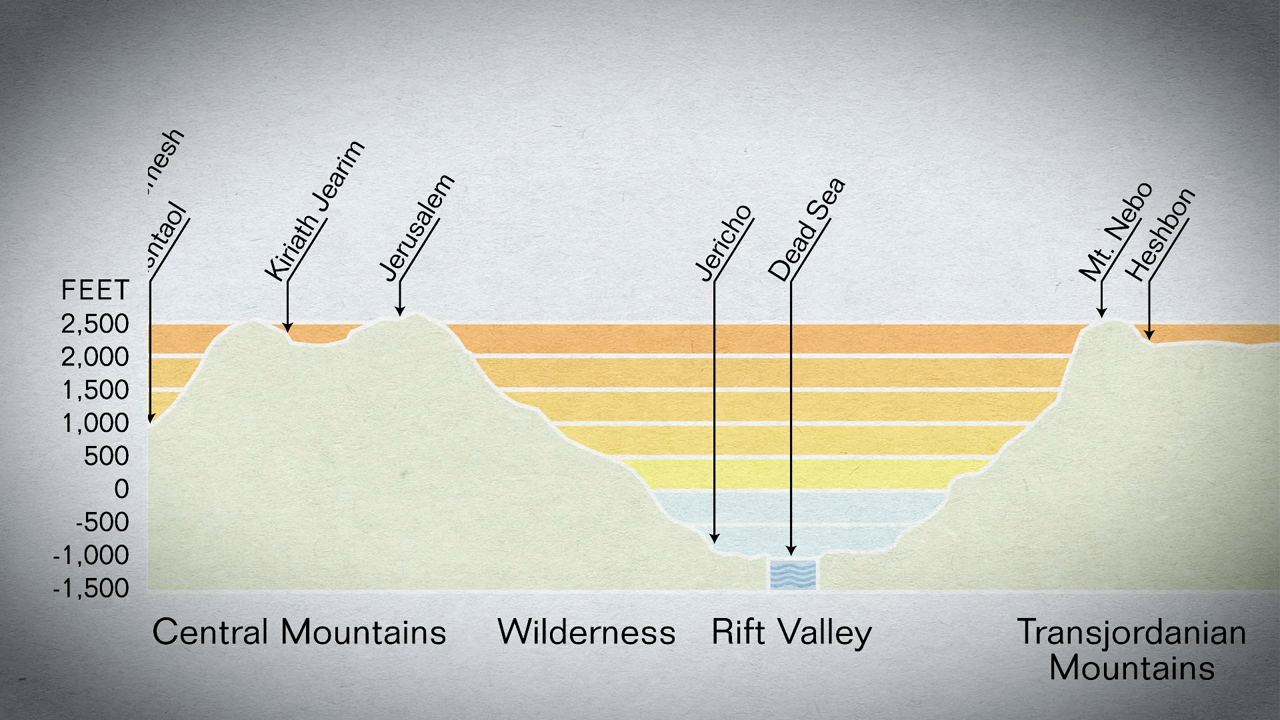 Kiriath Jearim
Jerusalem
Jericho
Dead Sea
Mt. Nebo
Heshbon
FEET
2,500
2,000
1,500
1,000
500
0
-500
-1,000
-1,500
Central Mountains
Wilderness
Rift Valley
Transjordanian
Mountains